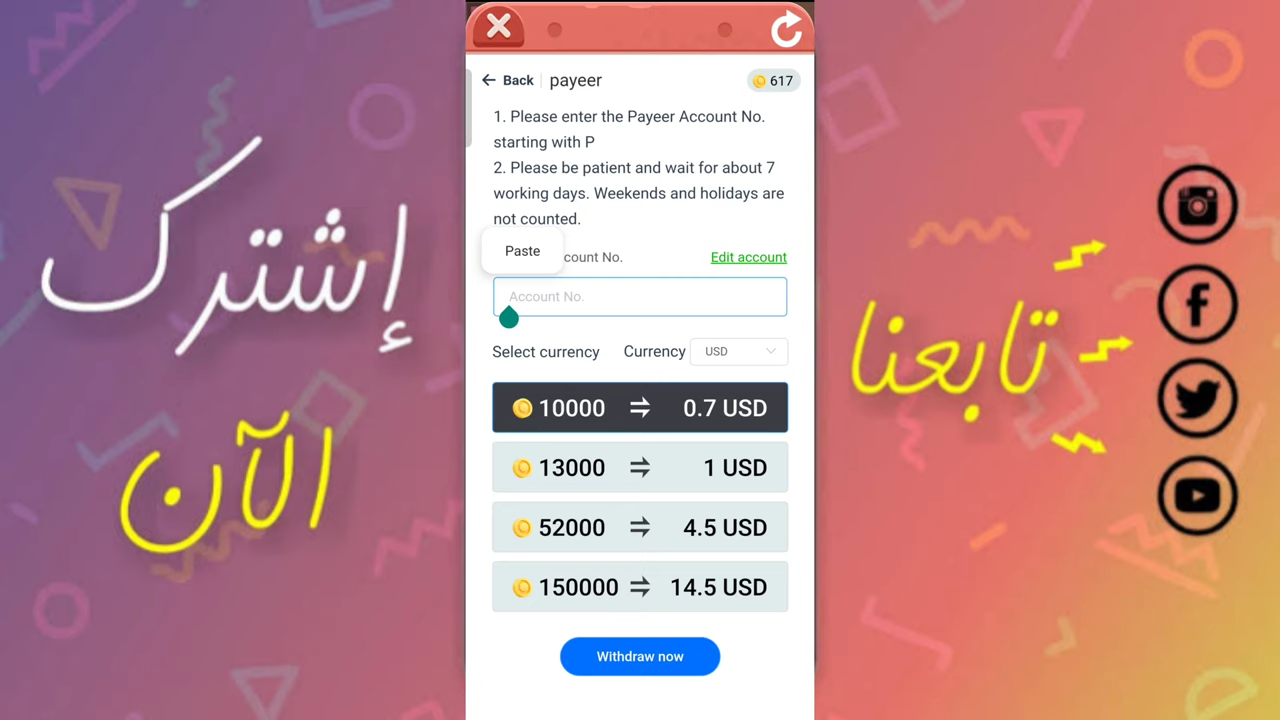 إشترك
الآن
Back
payeer
617
1. Please enter the Payeer Account No.
starting with P
2. Please be patient and wait for about 7
working days. Weekends and holidays are
not counted.
Paste
count No.
Edit account
Account No.
Select currency
Currency
USD
10000 ⇒ 0.7 USD
13000 ⇒ 1 USD
52000 ⇒ 4.5 USD
150000 ⇒ 14.5 USD
Withdraw now
تابعنا